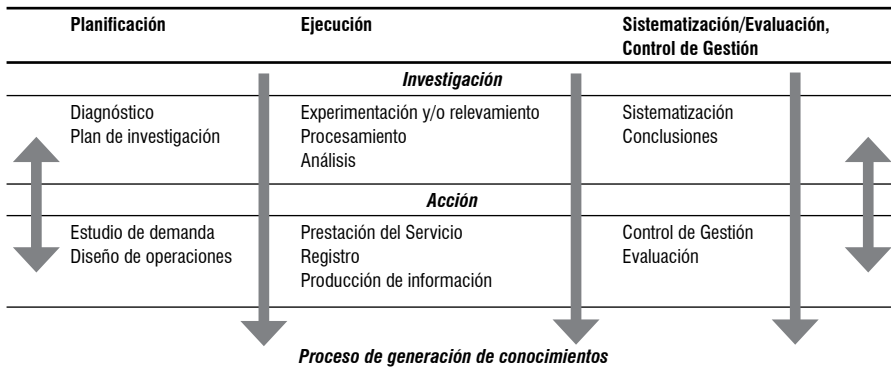 Planificación
Ejecución
Sistematización/Evaluación,
Control de Gestión
Investigación
Diagnóstico
Plan de investigación
Experimentación y/o relevamiento
Procesamiento
Análisis
Sistematización
Conclusiones
Acción
Estudio de demanda
Diseño de operaciones
Prestación del Servicio
Registro
Producción de información
Control de Gestión
Evaluación
Proceso de generación de conocimientos